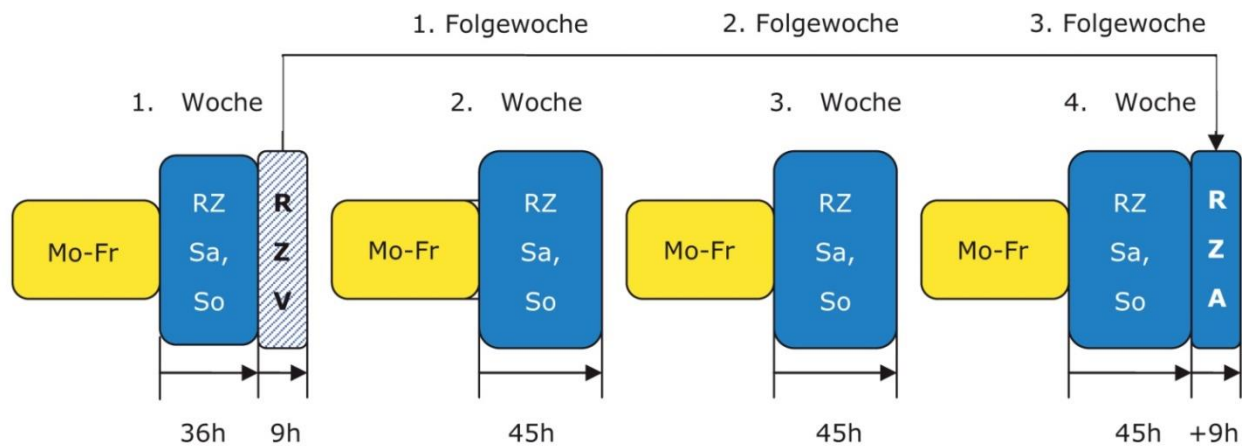 1. Folgewoche 2. Folgewoche 3. Folgewoche
1. Woche 2. Woche 3. Woche 4. Woche
Mo-Fr
RZ
Sa,
So
R
Z
V
Mo-Fr
RZ
Sa,
So
Mo-Fr
RZ
Sa,
So
Mo-Fr
RZ
Sa,
So
R
Z
A
36h 9h 45h 45h 45h +9h